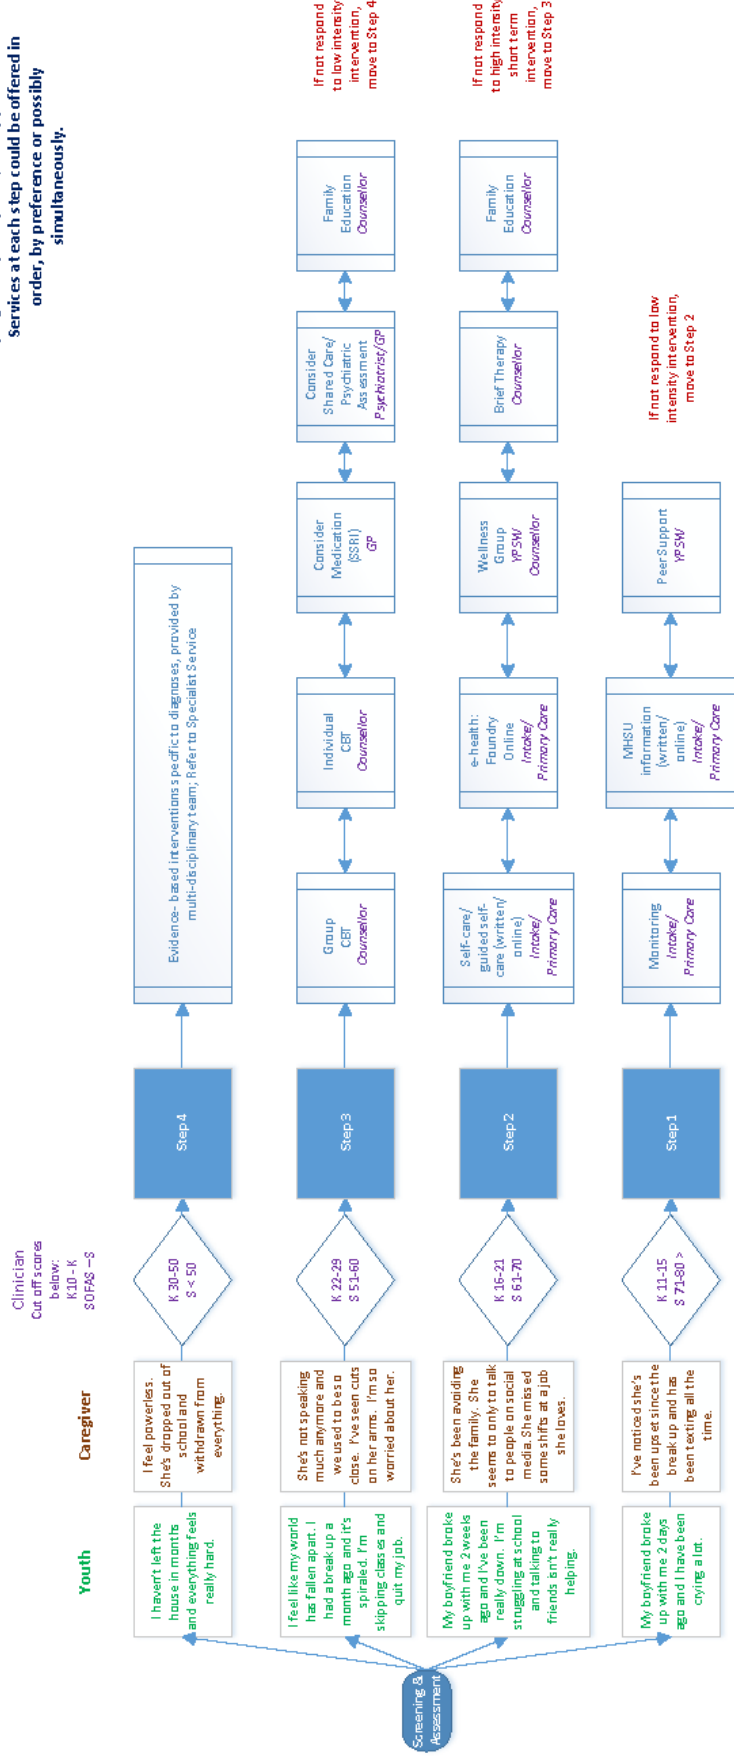 Services at each step could be offered in
order, by preference or possibly
simultaneously.
Youth
Caregiver
Clinician
Cut off scores
below:
K10 - K
SOFAS – S
Screening &
Assessment
I haven't left the
house in months
and everything feels
really hard.
I feel powerless.
She's dropped out of
school and
withdrawn from
everything.
K 30-50
S < 50
Step 4
Evidence- based interventions specific to diagnoses, provided by
multi-disciplinary team; Refer to Specialist Service
I feel like my world
has fallen apart. I
had a break up a
month ago and it's
spiraled. I'm
skipping classes and
quit my job.
She's not speaking
much anymore and
we used to be so
close. I've seen cuts
on her arms. I'm so
worried about her.
K 22-29
S 51-60
Step 3
Group
CBT
Counsellor
Individual
CBT
Counsellor
Consider
Medication
(SSRI)
GP
Consider
Shared Care/
Psychiatric
Assessment
Psychiatrist/GP
Family
Education
Counsellor
If not respond
to low intensity
intervention,
move to Step 4
My boyfriend broke
up with me 2 weeks
ago and I've been
really down. I'm
struggling at school
and talking to
friends isn't really
helping.
She's been avoiding
the family. She
seems to only to talk
to people on social
media. She missed
some shifts at a job
she loves.
K 16-21
S 61-70
Step 2
Self-care/
guided self-
care (written/
online)
Intake/
Primary Care
e-health:
Foundry
Online
Intake/
Primary Care
Wellness
Group
YPSW/
Counsellor
Brief Therapy
Counsellor
Family
Education
Counsellor
If not respond
to high intensity
short term
intervention,
move to Step 3
My boyfriend broke
up with me 2 days
ago and I have been
crying a lot.
I've noticed she's
been upset since the
break up and has
been texting all the
time.
K 11-15
S 71-80 >
Step 1
Monitoring
Intake/
Primary Care
MHSU
information
(written/
online)
Intake/
Primary Care
Peer Support
YPSW
If not respond to low
intensity intervention,
move to Step 2